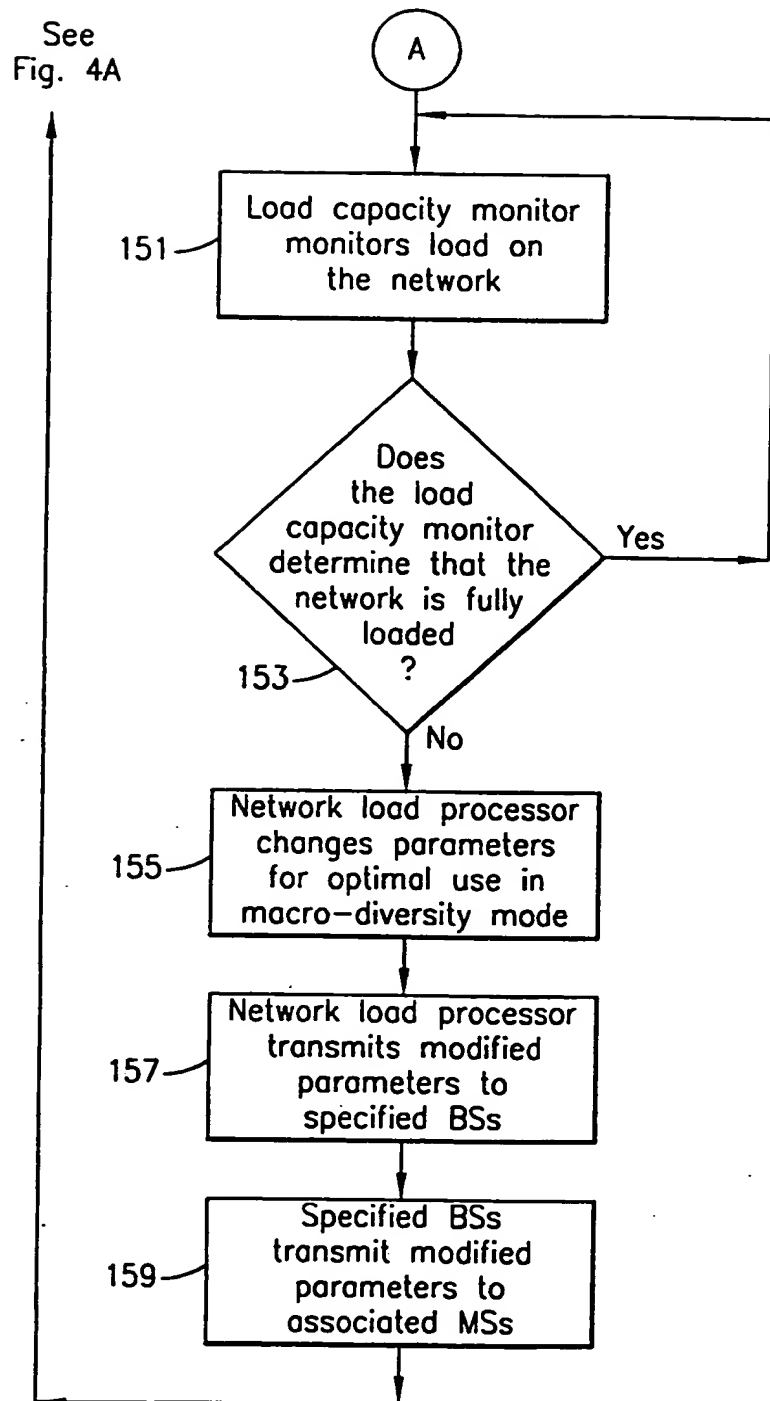 See
Fig. 4A
A
Load capacity monitor
monitors load on
the network
151
Does
the load
capacity monitor
determine that the
network is fully
loaded
?
Yes
153
No
Network load processor
changes parameters
for optimal use in
macro-diversity mode
155
Network load processor
transmits modified
parameters to
specified BSs
157
Specified BSs
transmit modified
parameters to
associated MSs
159